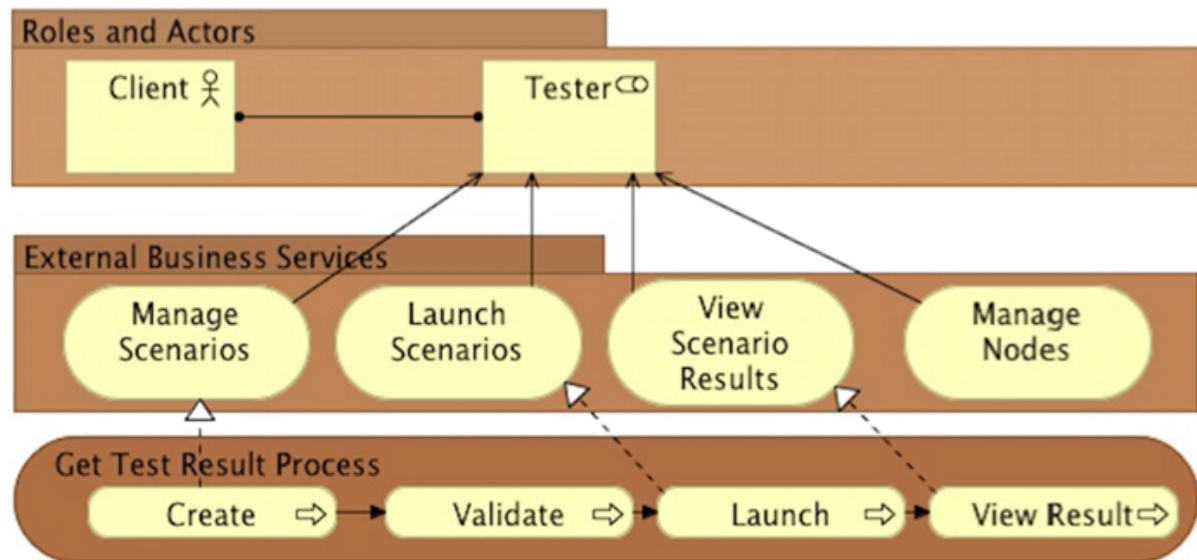 Roles and Actors
Client
Tester
External Business Services
Manage
Scenarios
Launch
Scenarios
View
Scenario
Results
Manage
Nodes
Get Test Result Process
Create
Validate
Launch
View Result